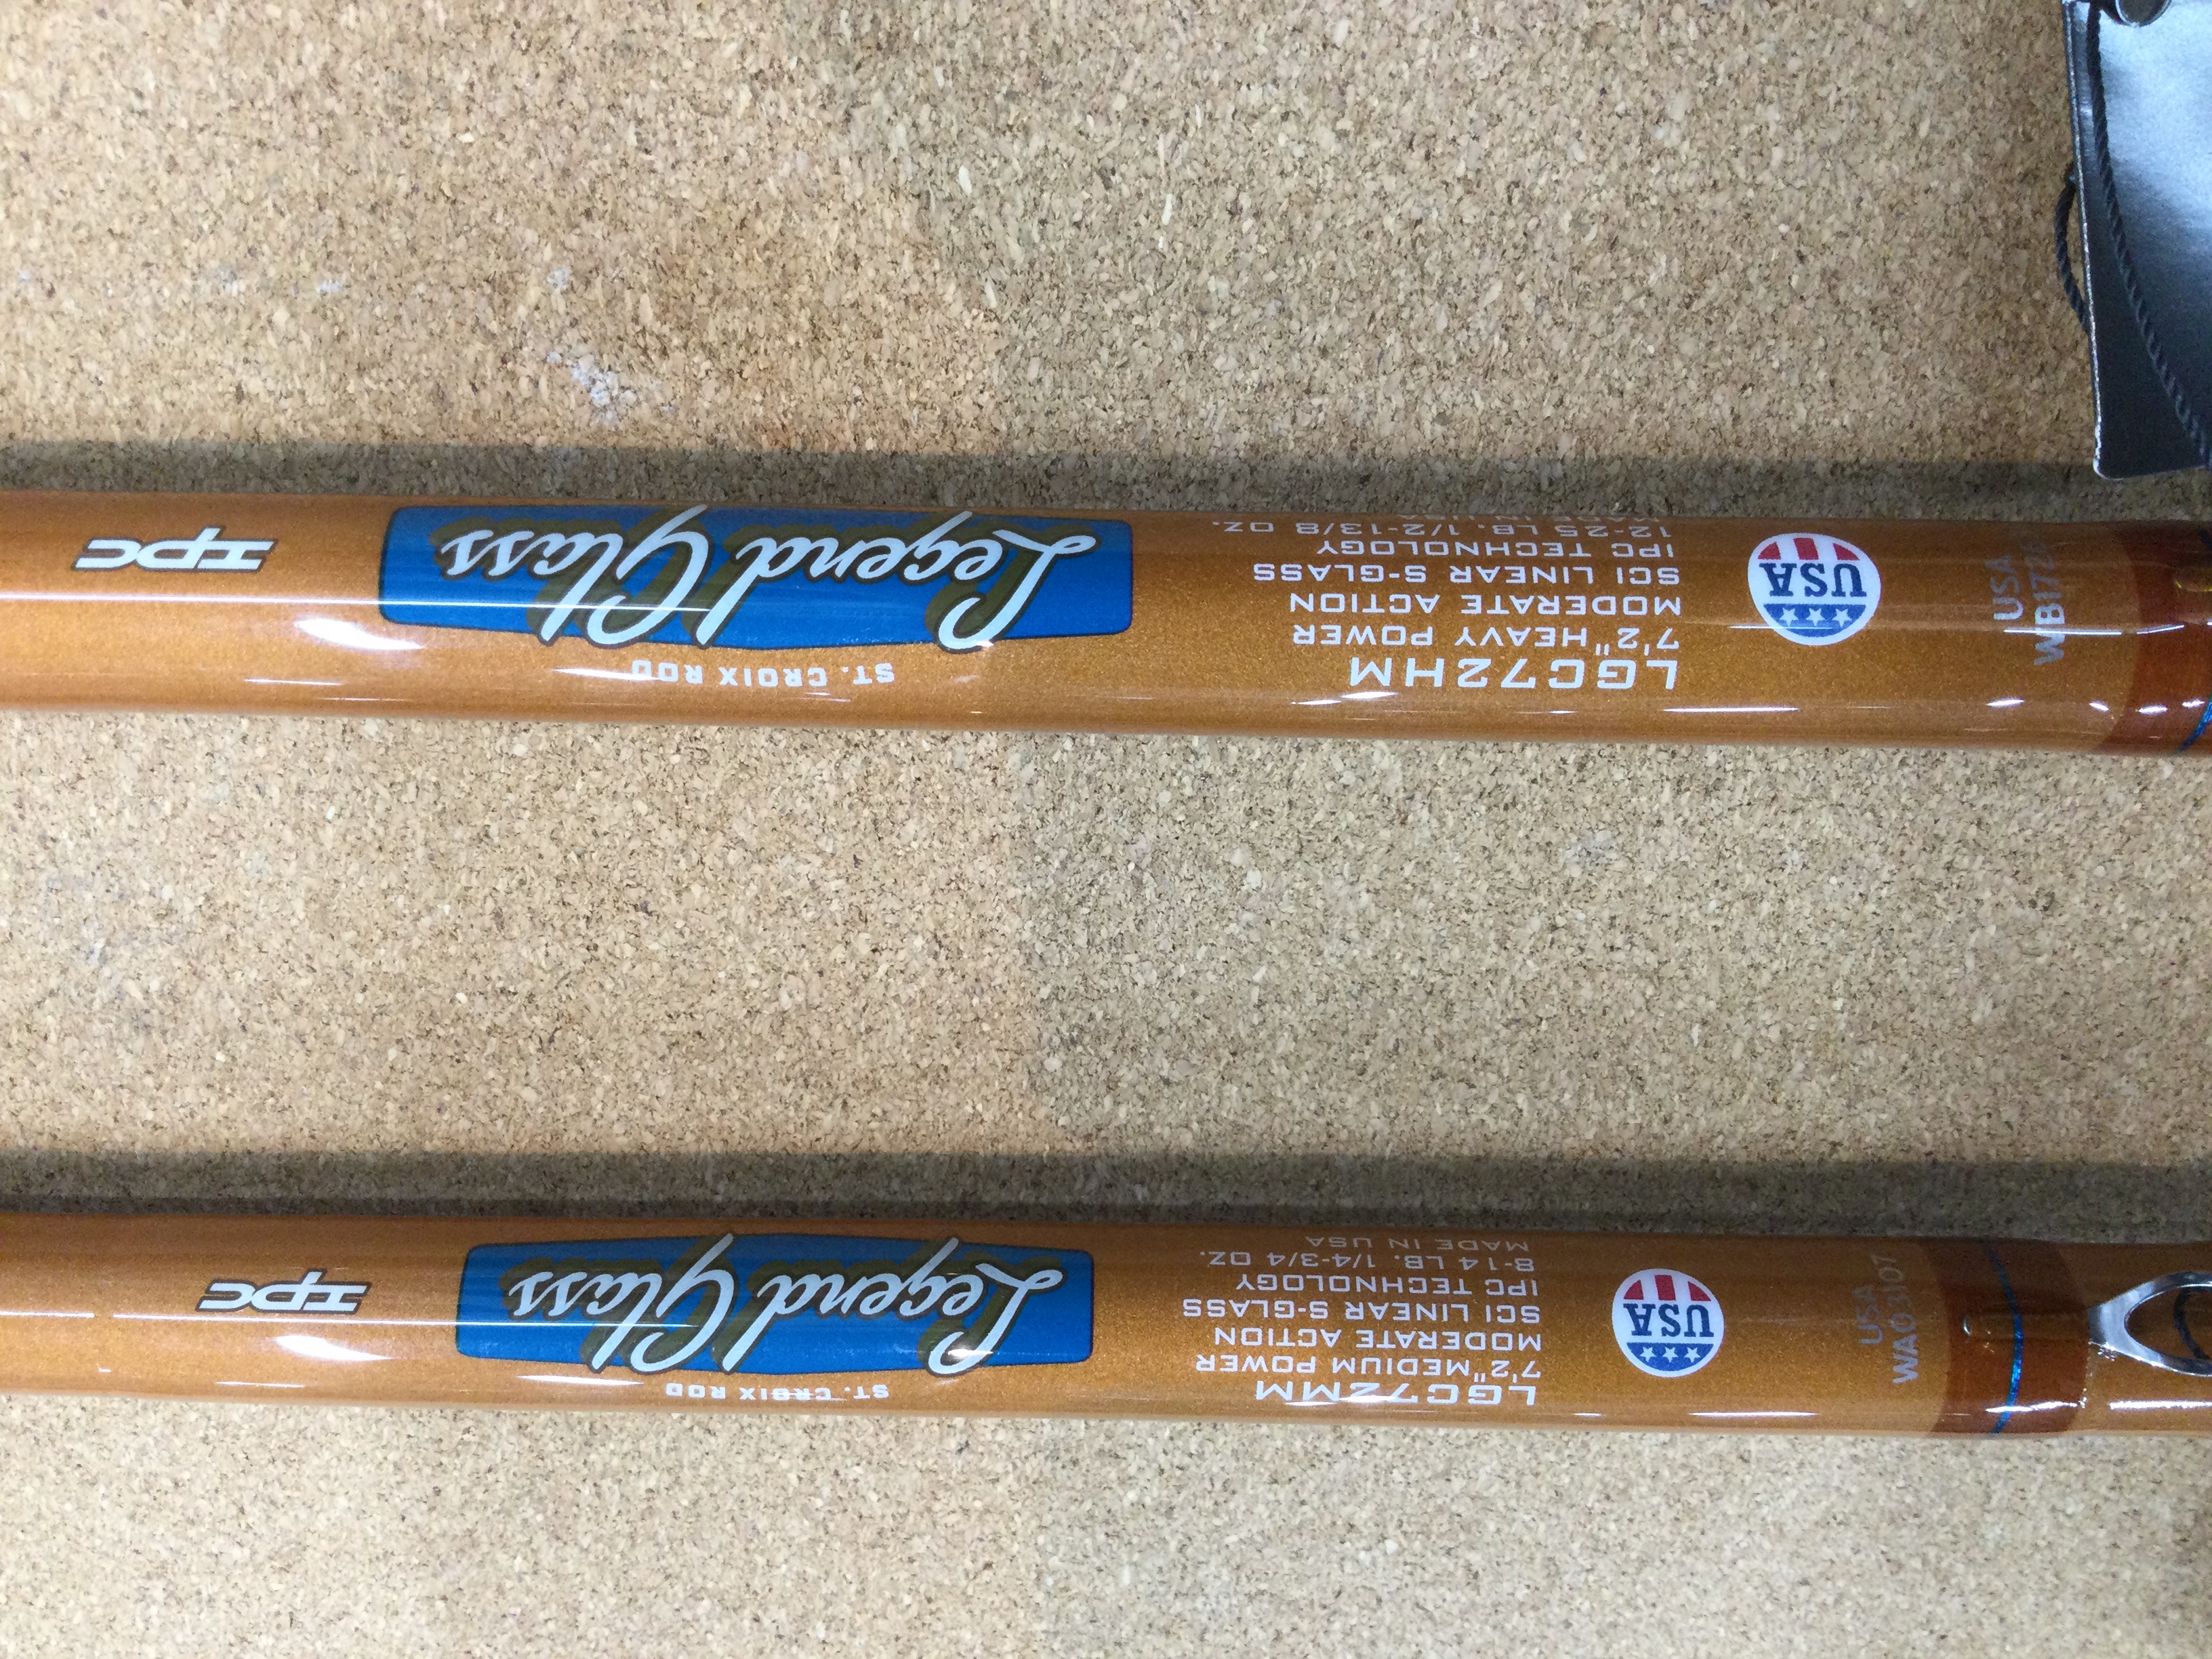 IPC
Legend Glass
ST. CROIX ROD
LGC72HM
7'2" HEAVY POWER
MODERATE ACTION
SCI LINEAR S-GLASS
IPC TECHNOLOGY
12-25 LB. 1/2-13/8 OZ.
USA
USA
IPC
Legend Glass
ST. CROIX ROD
LGC72MM
7'2" MEDIUM POWER
MODERATE ACTION
SCI LINEAR S-GLASS
IPC TECHNOLOGY
8-14 LB. 1/4-3/4 OZ.
MADE IN USA
USA
USA